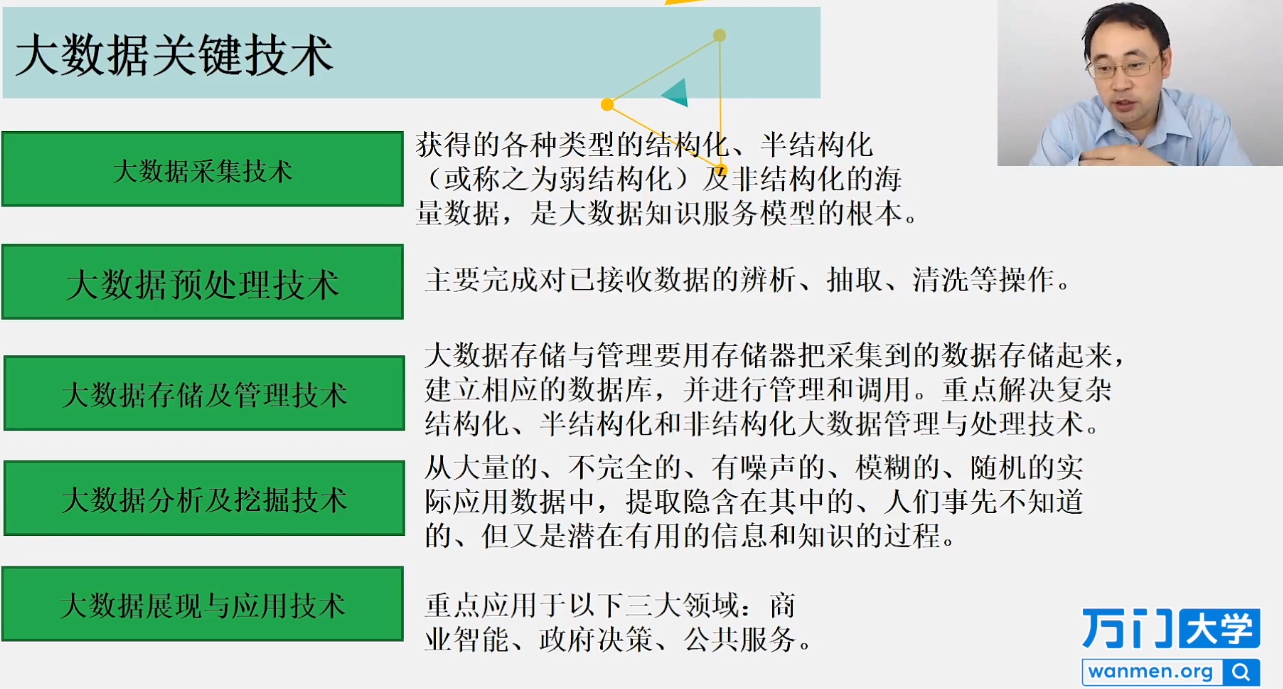 大数据关键技术
大数据采集技术
获得的各种类型的结构化、半结构化
（或称之为弱结构化）及非结构化的海
量数据，是大数据知识服务模型的根本。
大数据预处理技术
主要完成对已接收数据的辨析、抽取、清洗等操作。
大数据存储及管理技术
大数据存储与管理要用存储器把采集到的数据存储起来，
建立相应的数据库，并进行管理和调用。重点解决复杂
结构化、半结构化和非结构化大数据管理与处理技术。
大数据分析及挖掘技术
从大量的、不完全的、有噪声的、模糊的、随机的实
际应用数据中，提取隐含在其中的、人们事先不知道
的、但又是潜在有用的信息和知识的过程。
大数据展现与应用技术
重点应用于以下三大领域：商
业智能、政府决策、公共服务。
万门大学
wanmen.org